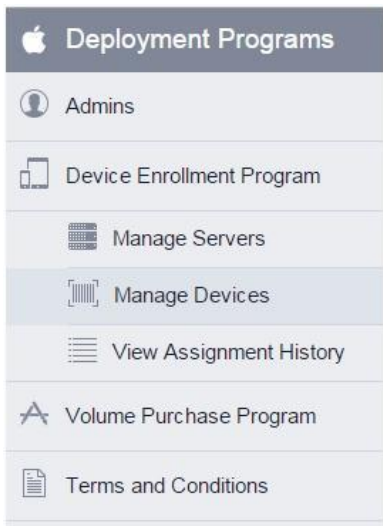 Deployment Programs
Admins
Device Enrollment Program
Manage Servers
Manage Devices
View Assignment History
Volume Purchase Program
Terms and Conditions